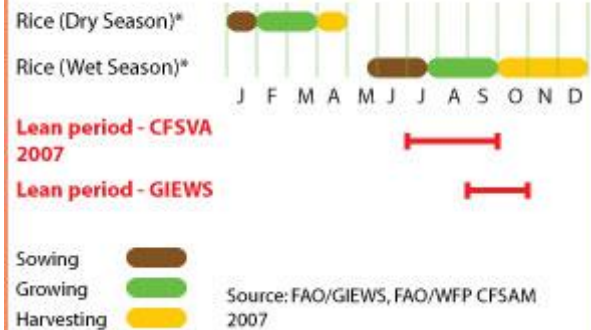 Rice (Dry Season)*
Rice (Wet Season)*
J F M A M J J A S O N D
Lean period - CFSVA
2007
Lean period - GIEWS
Sowing
Growing
Harvesting
Source: FAO/GIEWS, FAO/WFP CFSAM
2007